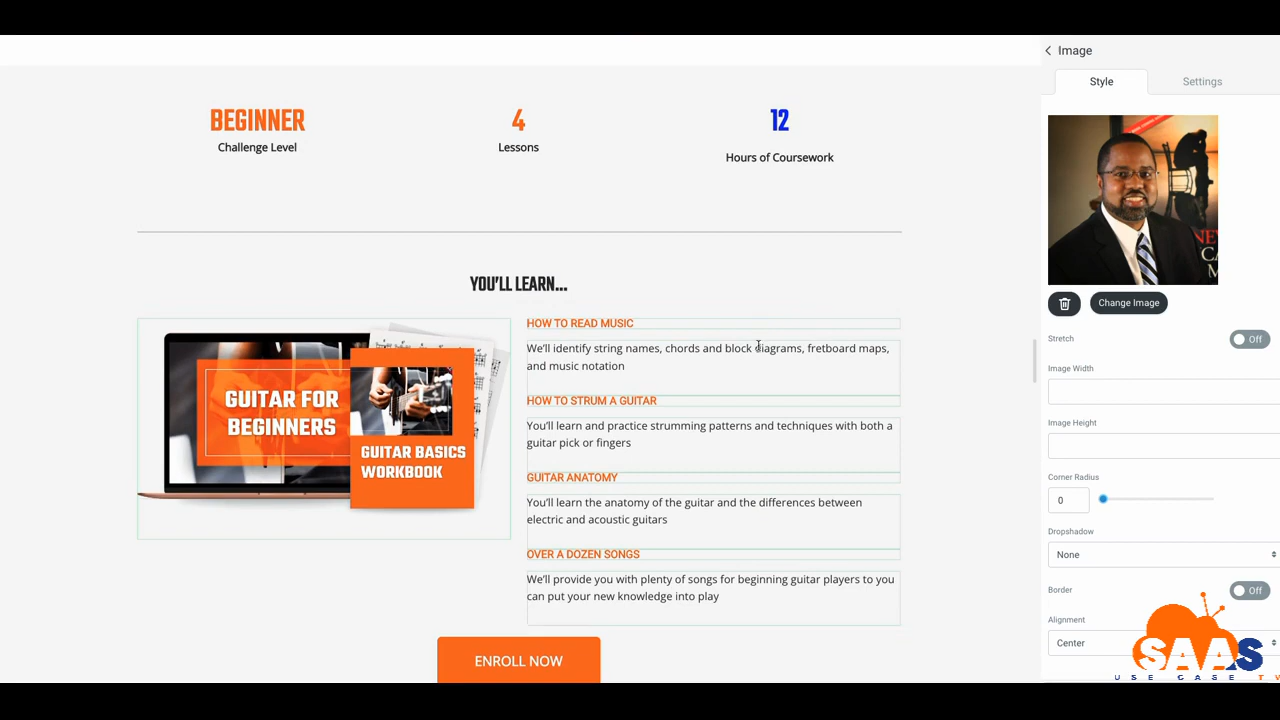 Image
Style
Settings
BEGINNER
Challenge Level
4
Lessons
12
Hours of Coursework
YOU'LL LEARN...
GUITAR FOR
BEGINNERS
GUITAR BASICS
WORKBOOK
HOW TO READ MUSIC
We'll identify string names, chords and block diagrams, fretboard maps,
and music notation
HOW TO STRUM A GUITAR
You'll learn and practice strumming patterns and techniques with both a
guitar pick or fingers
GUITAR ANATOMY
You'll learn the anatomy of the guitar and the differences between
electric and acoustic guitars
OVER A DOZEN SONGS
We'll provide you with plenty of songs for beginning guitar players to you
can put your new knowledge into play
ENROLL NOW
Change Image
Stretch
Off
Image Width
Image Height
Corner Radius
0
Dropshadow
None
Border
Off
Alignment
Center
SAAS
USE CASE TV